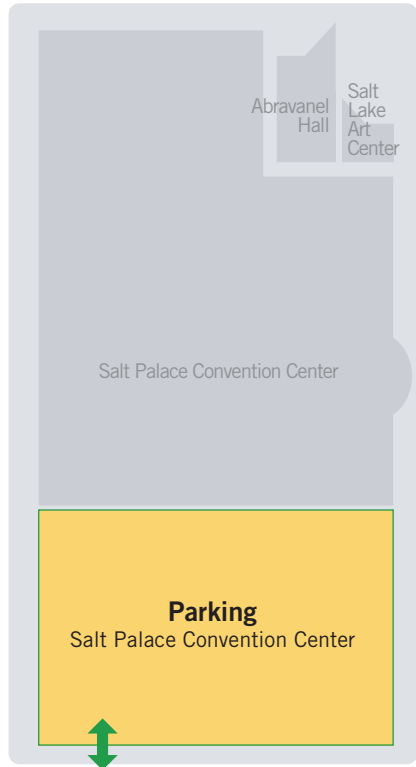 Abravanel
Hall
Salt
Lake
Art
Center
Salt Palace Convention Center
Parking
Salt Palace Convention Center